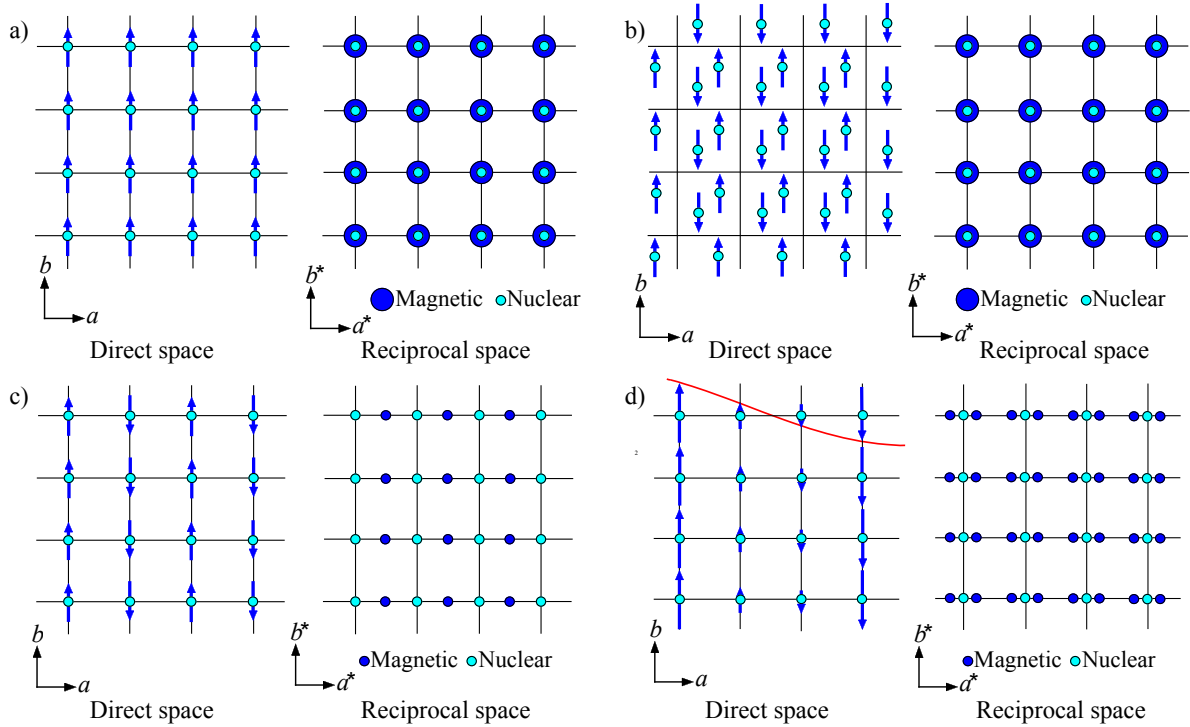 a)
b
a
Direct space
b*
a*
Magnetic Nuclear
Reciprocal space
b)
b
a
Direct space
b*
a*
Magnetic Nuclear
Reciprocal space
c)
b
a
Direct space
b*
a*
Magnetic Nuclear
Reciprocal space
d)
2
b
a
Direct space
b*
a*
Magnetic Nuclear
Reciprocal space